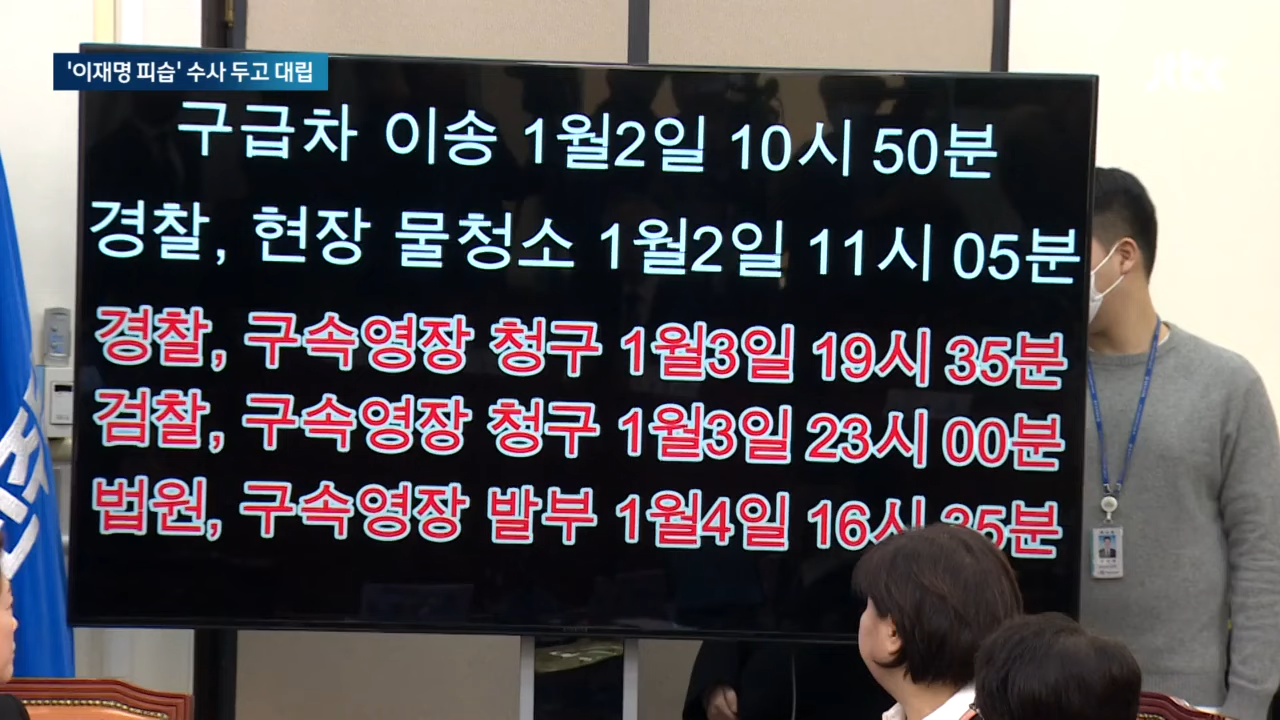 '이재명 피습' 수사 두고 대립
jtbc
구급차 이송 1월2일 10시 50분
경찰, 현장 물청소 1월2일 11시 05분
경찰, 구속영장 청구 1월3일 19시 35분
검찰, 구속영장 청구 1월3일 23시 00분
법원, 구속영장 발부 1월4일 16시 35분